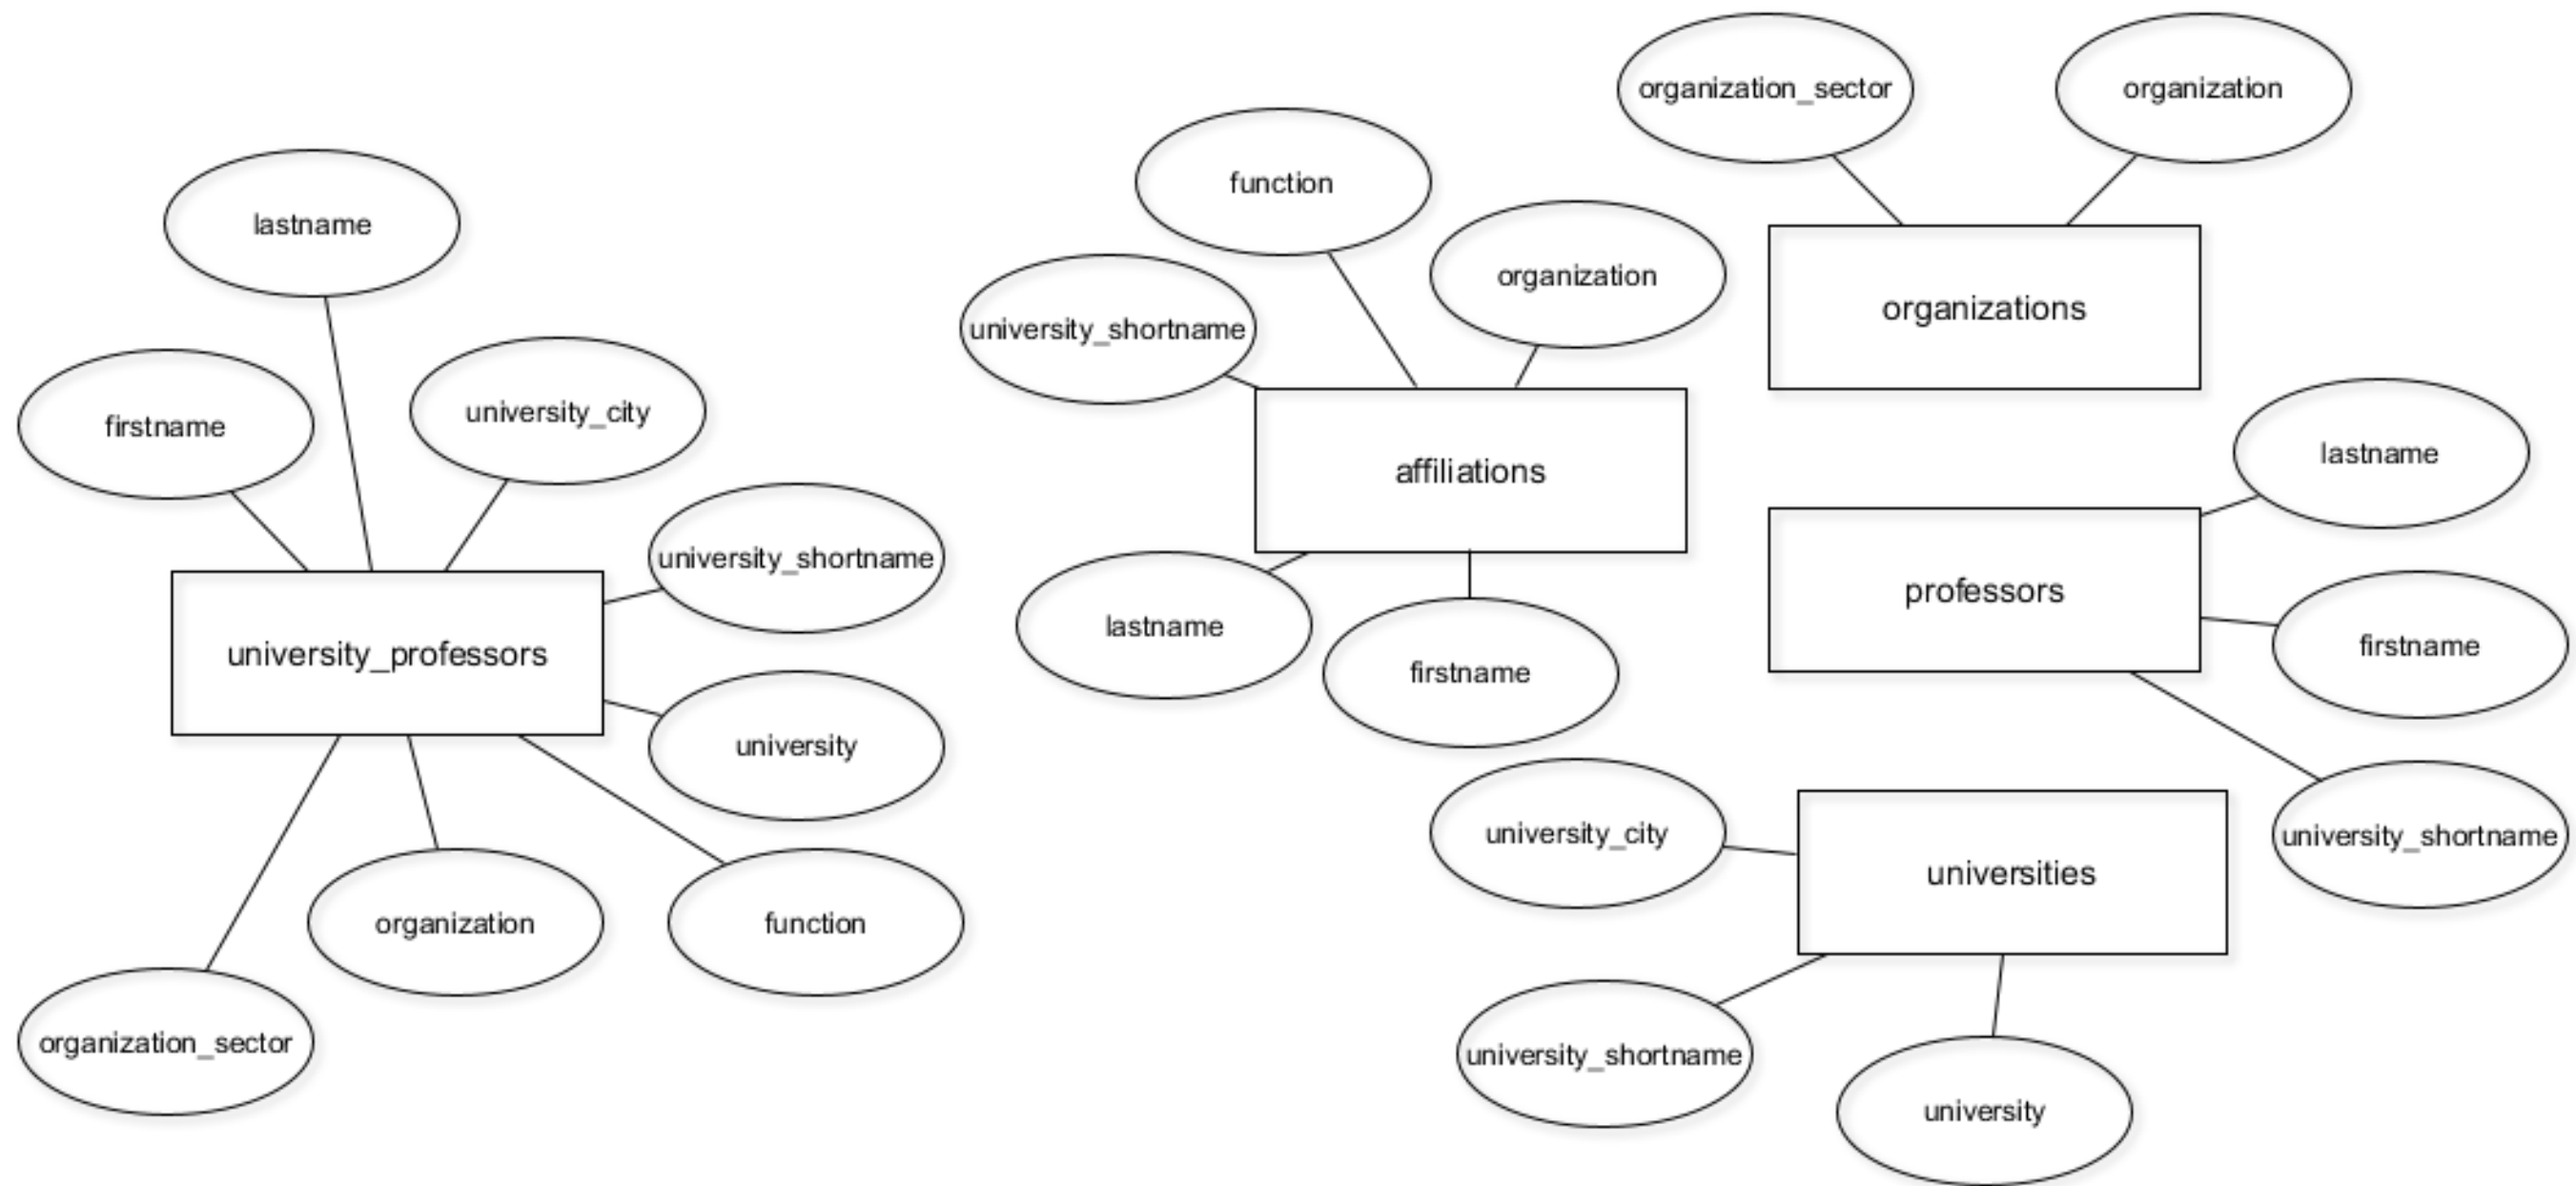 lastname
firstname
university_city
university_shortname
university_professors
university
organization
function
organization_sector
function
organization
university_shortname
affiliations
lastname
firstname
organization_sector
organization
organizations
lastname
professors
firstname
university_shortname
university_city
universities
university_shortname
university